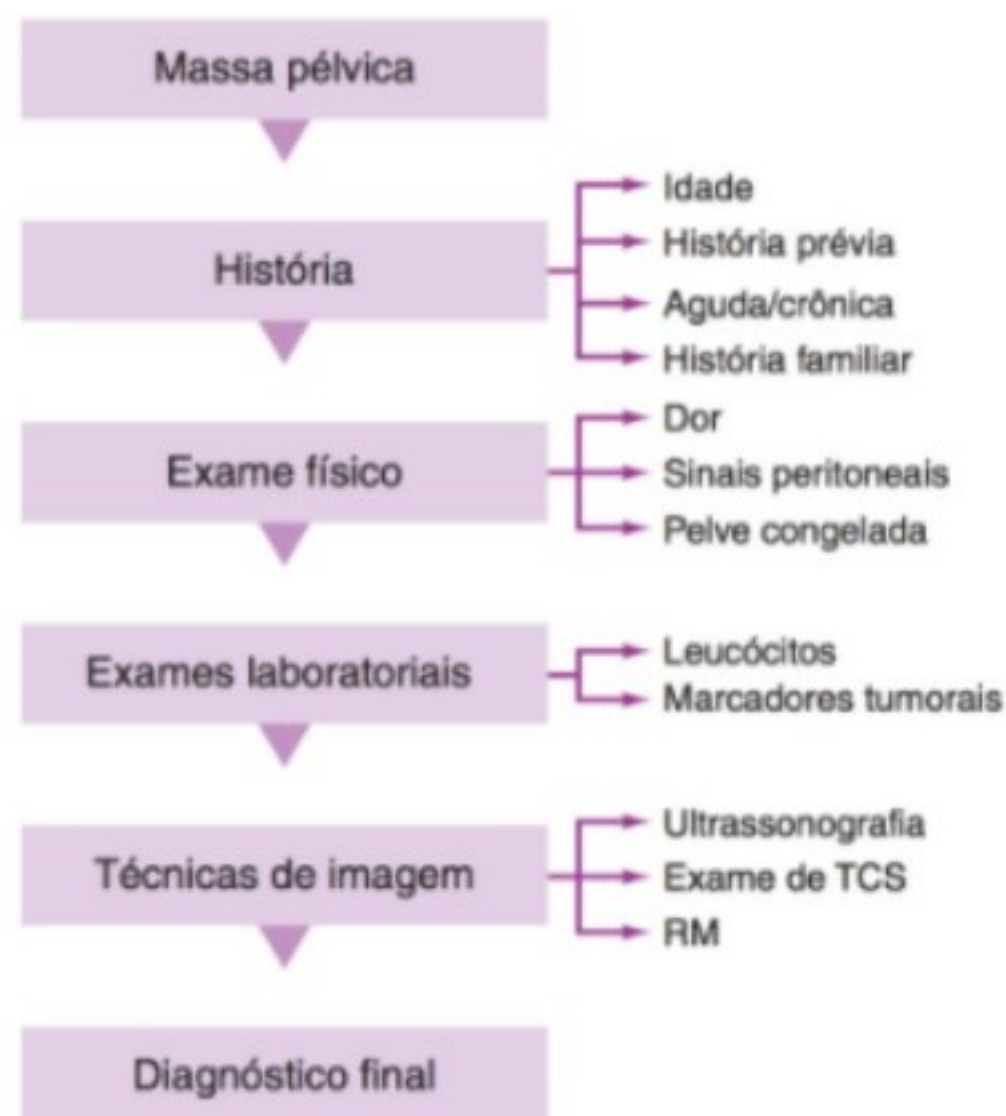 Massa pélvica
História
Idade
História prévia
Aguda/crônica
História familiar
Exame físico
Dor
Sinais peritoneais
Pelve congelada
Exames laboratoriais
Leucócitos
Marcadores tumorais
Técnicas de imagem
Ultrassonografia
Exame de TCS
RM
Diagnóstico final